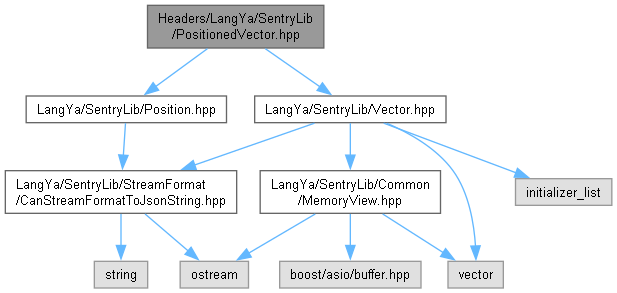 Headers/LangYa/SentryLib
/PositionedVector.hpp
LangYa/SentryLib/Position.hpp
LangYa/SentryLib/Vector.hpp
LangYa/SentryLib/StreamFormat
/CanStreamFormatToJsonString.hpp
LangYa/SentryLib/Common
/MemoryView.hpp
initializer_list
string
ostream
boost/asio/buffer.hpp
vector